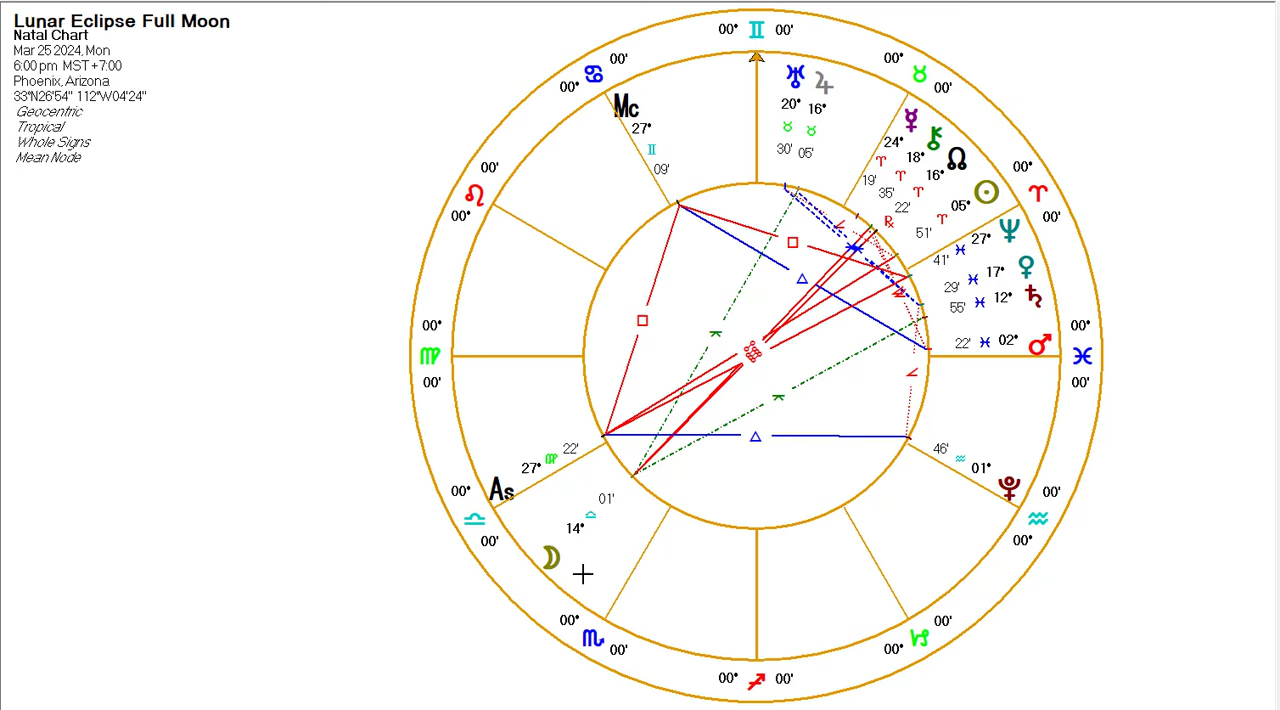 Lunar Eclipse Full Moon
Natal Chart
Mar 25 2024, Mon
6:00 pm MST +7:00
Phoenix, Arizona
33°N26'54" 112°W04'24"
Geocentric
Tropical
Whole Signs
Mean Node
00° ♊ 00'
00° ♋ 00'
00° ♉ 00'
00° ♌ 00'
00° ♈ 00'
00° ♍ 00'
00° ♓ 00'
00° ♎ 00'
00° ♒ 00'
00° ♏ 00'
00° ♑ 00'
00° ♐ 00'
Mc 27° ♊ 09'
♅ 20° ♉ 30'
♃ 16° ♉ 05'
☿ 24° ♈ 19'
⚷ 18° ♈ 35'
☊ 16° ♈ 22' ℞
☉ 05° ♈ 51'
♆ 27° ♓ 41'
♀ 17° ♓ 29'
♄ 12° ♓ 55'
♂ 02° ♓ 22'
♇ 01° ♒ 46'
As 27° ♍ 22'
☽ 14° ♎ 01'